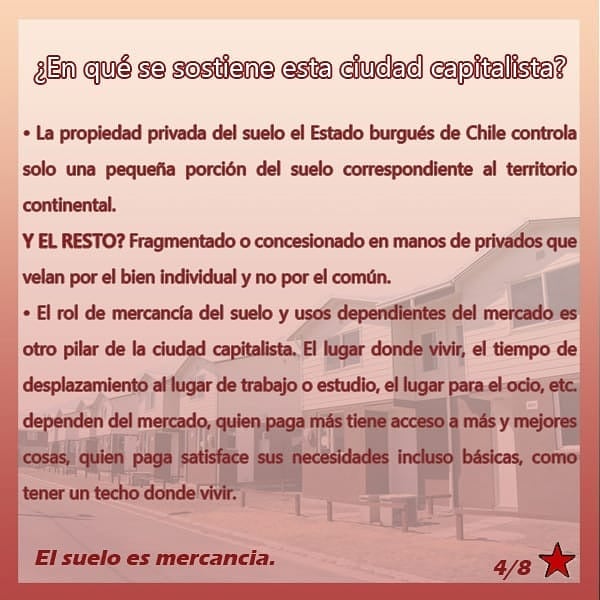 ¿En qué se sostiene esta ciudad capitalista?
• La propiedad privada del suelo el Estado burgués de Chile controla
solo una pequeña porción del suelo correspondiente al territorio
continental.
Y EL RESTO? Fragmentado o concesionado en manos de privados que
velan por el bien individual y no por el común.
• El rol de mercancía del suelo y usos dependientes del mercado es
otro pilar de la ciudad capitalista. El lugar donde vivir, el tiempo de
desplazamiento al lugar de trabajo o estudio, el lugar para el ocio, etc.
dependen del mercado, quien paga más tiene acceso a más y mejores
cosas, quien paga satisface sus necesidades incluso básicas, como
tener un techo donde vivir.
El suelo es mercancia.
4/8